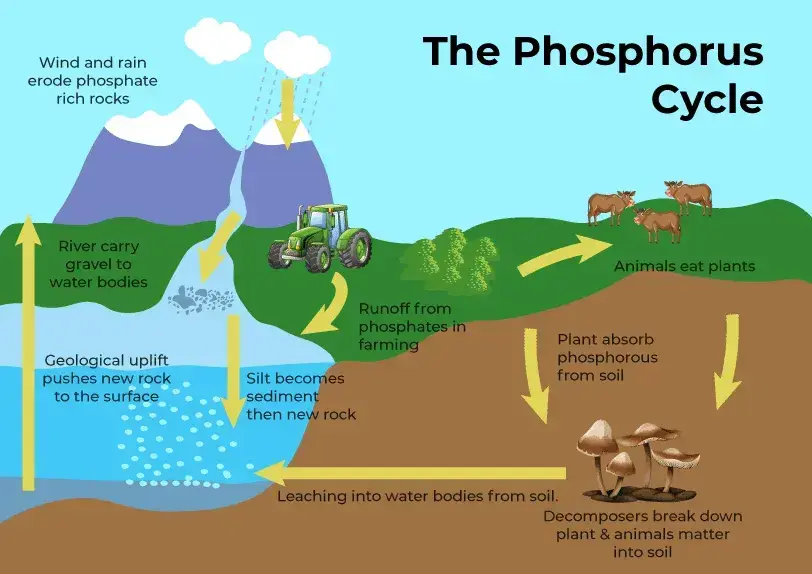 The Phosphorus
Cycle
Wind and rain
erode phosphate
rich rocks
River carry
gravel to
water bodies
Animals eat plants
Runoff from
phosphates in
farming
Plant absorb
phosphorous
from soil
Geological uplift
pushes new rock
to the surface
Silt becomes
sediment
then new rock
Leaching into water bodies from soil.
Decomposers break down
plant & animals matter
into soil